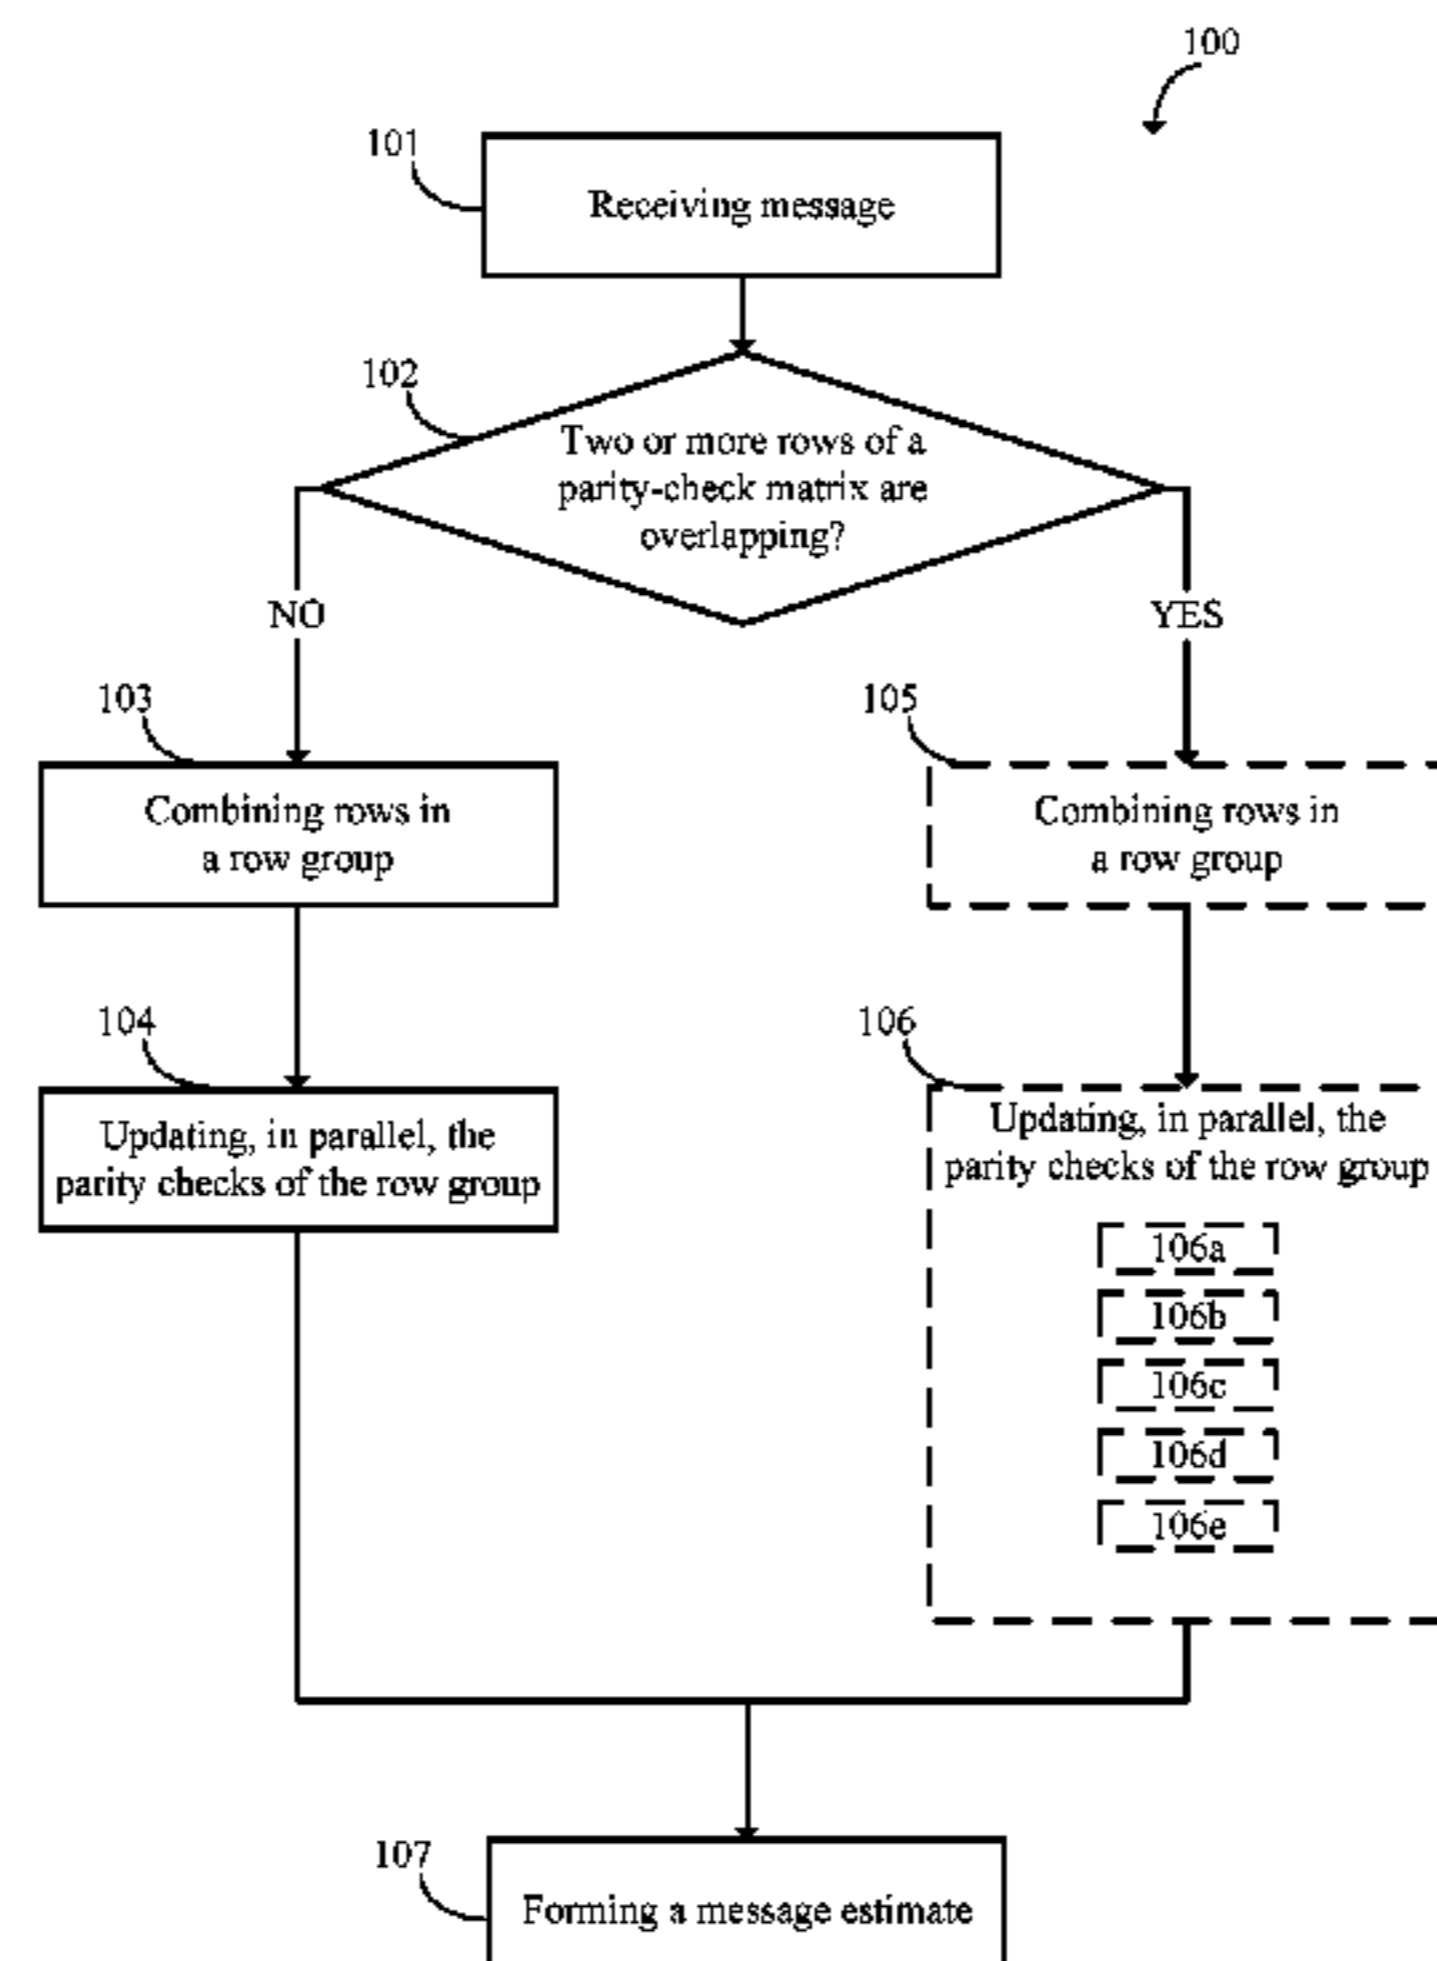 100
101
Receiving message
102
Two or more rows of a
parity-check matrix are
overlapping?
NO
YES
103
Combining rows in
a row group
105
Combining rows in
a row group
104
Updating, in parallel, the
parity checks of the row group
106
Updating, in parallel, the
parity checks of the row group
106a
106b
106c
106d
106e
107
Forming a message estimate